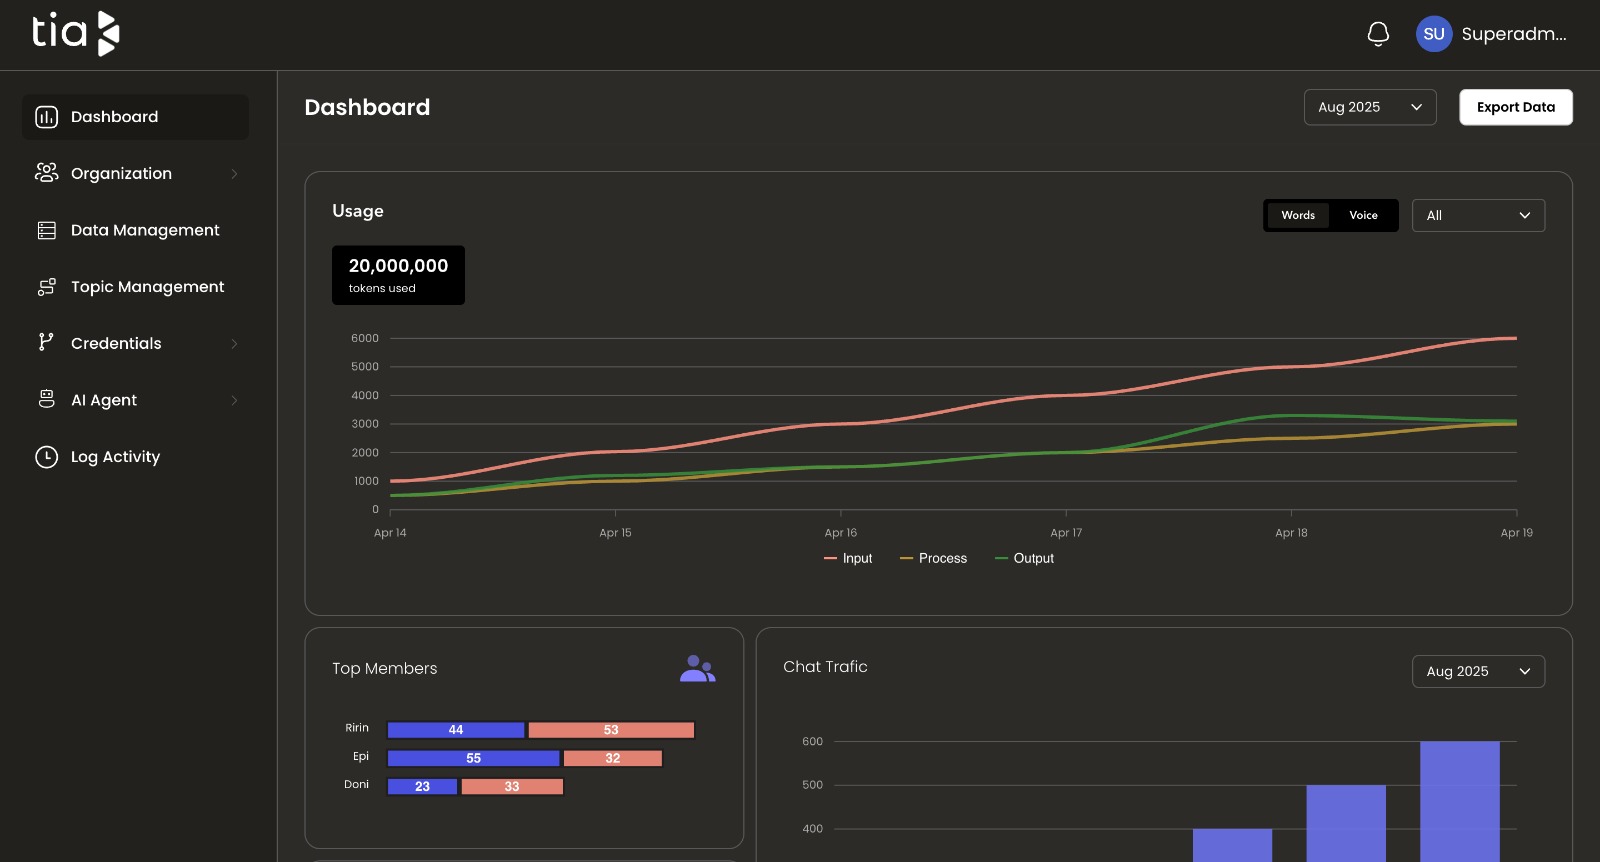 tia
SU Superadm...
Dashboard
Organization
Data Management
Topic Management
Credentials
AI Agent
Log Activity
Dashboard
Aug 2025
Export Data
Usage
Words Voice All
20,000,000
tokens used
6000
5000
4000
3000
2000
1000
0
Apr 14 Apr 15 Apr 16 Apr 17 Apr 18 Apr 19
Input Process Output
Top Members
Ririn 44 53
Epi 55 32
Doni 23 33
Chat Trafic
Aug 2025
600
500
400